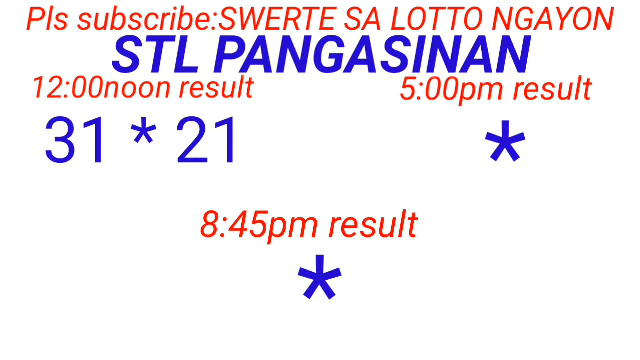 Pls subscribe:SWERTE SA LOTTO NGAYON
STL PANGASINAN
12:00noon result
5:00pm result
31 * 21
*
8:45pm result
*